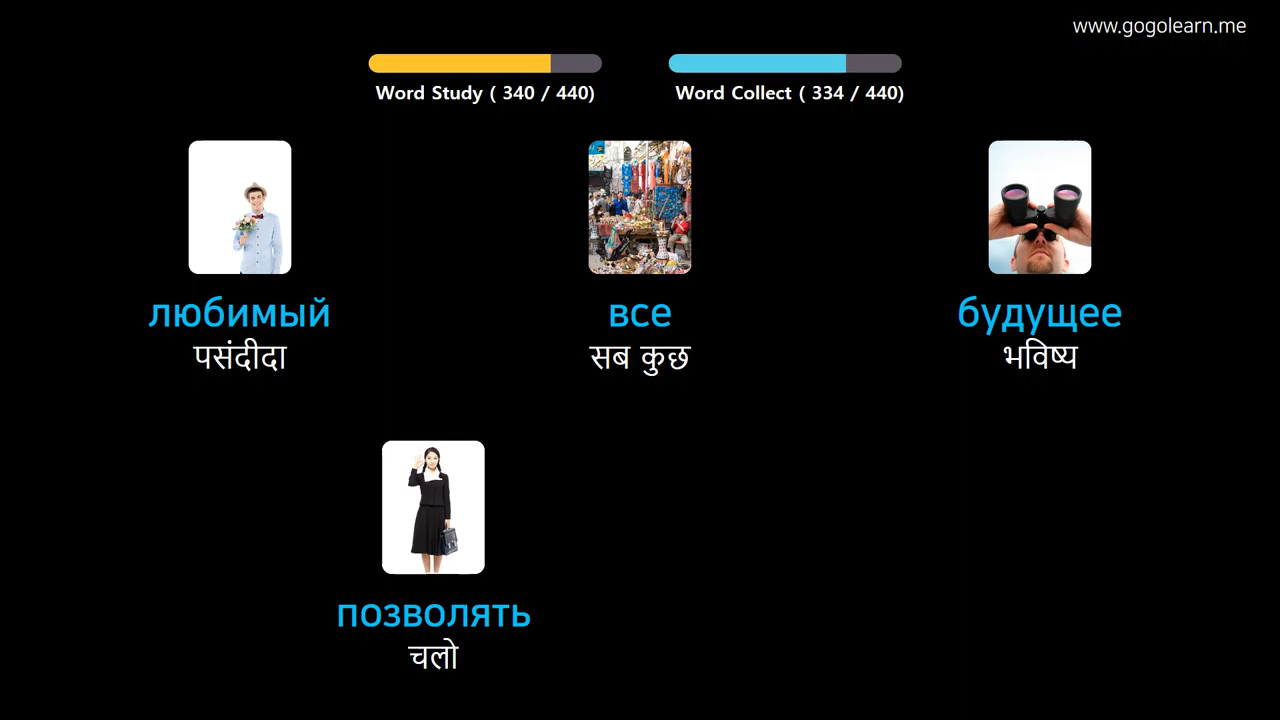 www.gogolearn.me
Word Study ( 340 / 440)
Word Collect ( 334 / 440)
любимый
पसंदीदा
все
सब कुछ
будущее
भविष्य
позволять
चलो